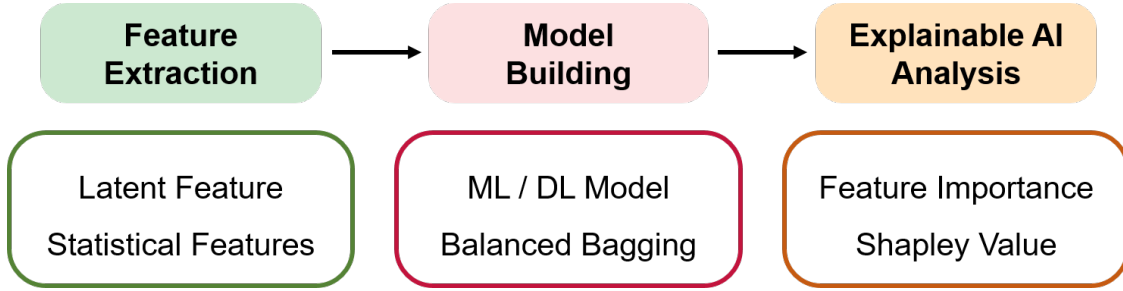 Feature
Extraction
Model
Building
Explainable AI
Analysis
Latent Feature
Statistical Features
ML / DL Model
Balanced Bagging
Feature Importance
Shapley Value